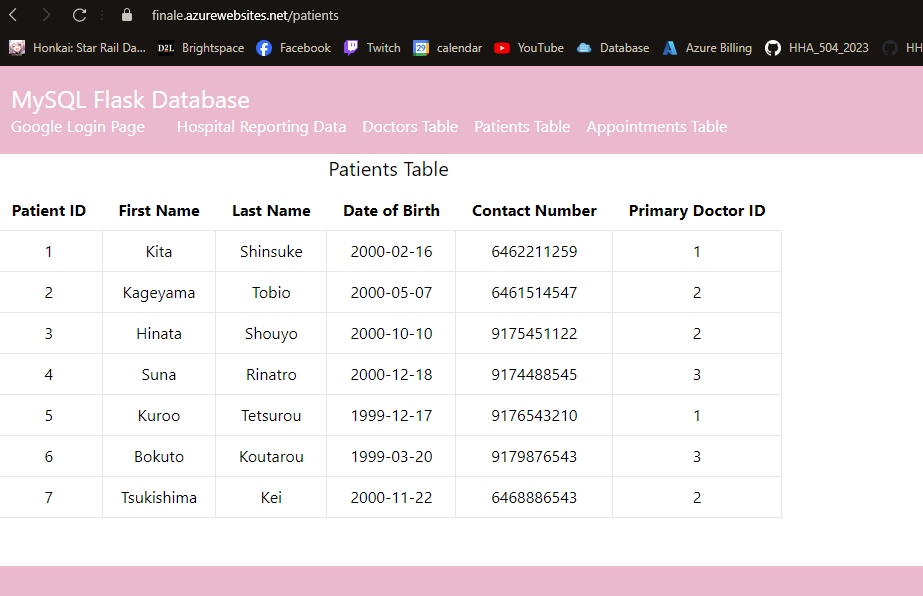 finale.azurewebsites.net/patients
Honkai: Star Rail Da... D2L Brightspace Facebook Twitch 29 calendar YouTube Database Azure Billing HHA_504_2023 HH
MySQL Flask Database
Google Login Page Hospital Reporting Data Doctors Table Patients Table Appointments Table
Patients Table
Patient ID First Name Last Name Date of Birth Contact Number Primary Doctor ID
1 Kita Shinsuke 2000-02-16 6462211259 1
2 Kageyama Tobio 2000-05-07 6461514547 2
3 Hinata Shouyo 2000-10-10 9175451122 2
4 Suna Rinatro 2000-12-18 9174488545 3
5 Kuroo Tetsurou 1999-12-17 9176543210 1
6 Bokuto Koutarou 1999-03-20 9179876543 3
7 Tsukishima Kei 2000-11-22 6468886543 2